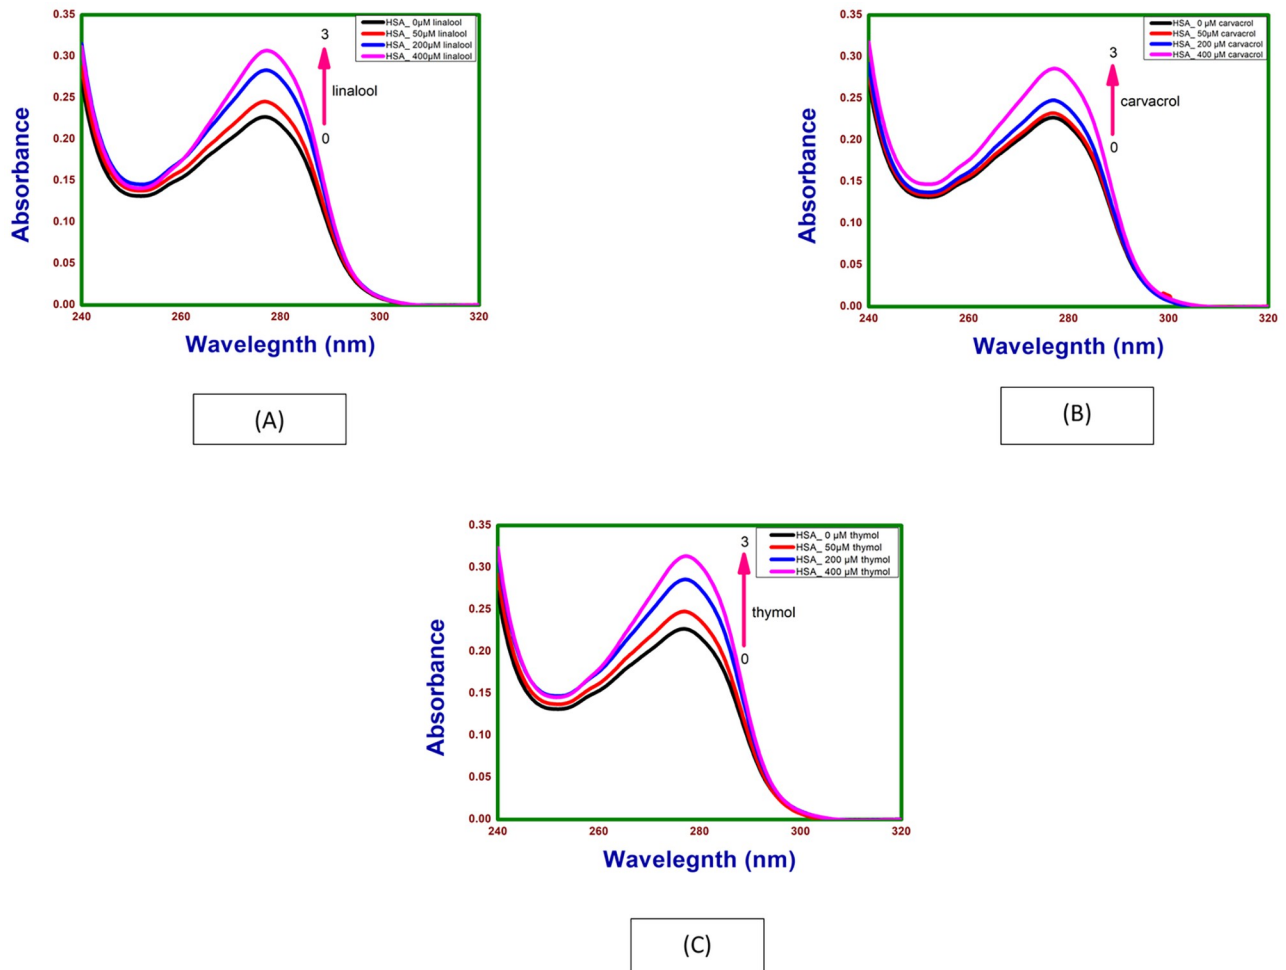 0.35
0.30
0.25
0.20
0.15
0.10
0.05
0.00
Absorbance
HSA_ 0μM linalool
HSA_ 50μM linalool
HSA_ 200μM linalool
HSA_ 400μM linalool
3
linalool
0
240
260
280
300
320
Wavelegnth (nm)
(A)
0.35
0.30
0.25
0.20
0.15
0.10
0.05
0.00
Absorbance
HSA_ 0 μM carvacrol
HSA_ 50μM carvacrol
HSA_ 200 μM carvacrol
HSA_ 400 μM carvacrol
3
carvacrol
0
240
260
280
300
320
Wavelegnth (nm)
(B)
0.35
0.30
0.25
0.20
0.15
0.10
0.05
0.00
Absorbance
HSA_ 0 μM thymol
HSA_ 50μM thymol
HSA_ 200 μM thymol
HSA_ 400 μM thymol
3
thymol
0
240
260
280
300
320
Wavelegnth (nm)
(C)